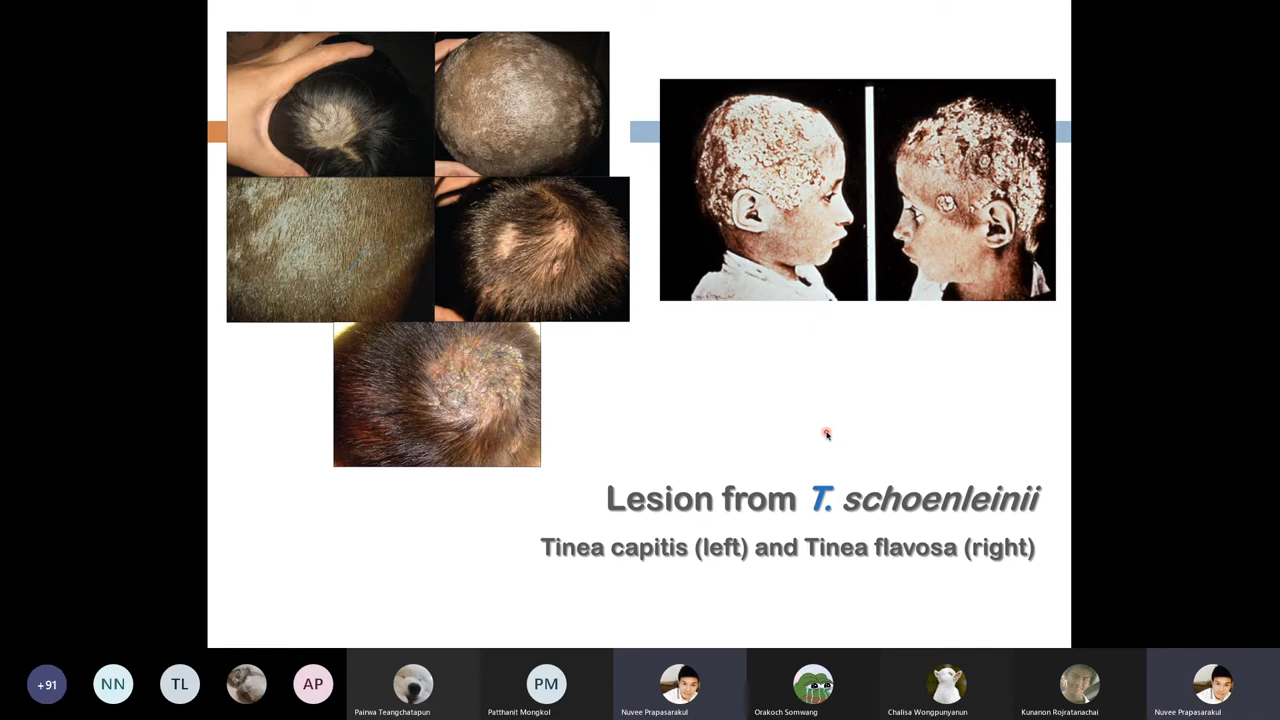 Lesion from T. schoenleinii
Tinea capitis (left) and Tinea flavosa (right)
+91
NN
TL
AP
Pairwa Teangchatapun
PM
Patthanit Mongkol
Nuvee Prapasarakul
Orakoch Somwang
Chalisa Wongpunyanun
Kunanon Rojratanachai
Nuvee Prapasarakul